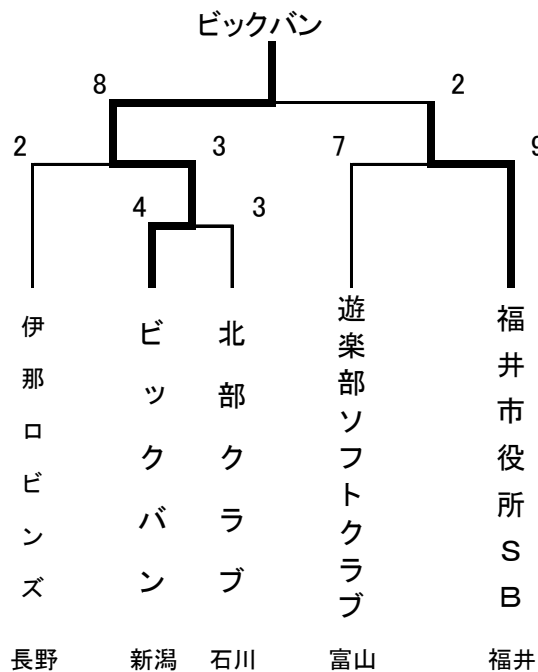 ビックバン
8
2
2
3
7
9
4
3
伊那ロビンズ
ビックバン
北部クラブ
遊楽部ソフトクラブ
福井市役所SB
長野
新潟
石川
富山
福井